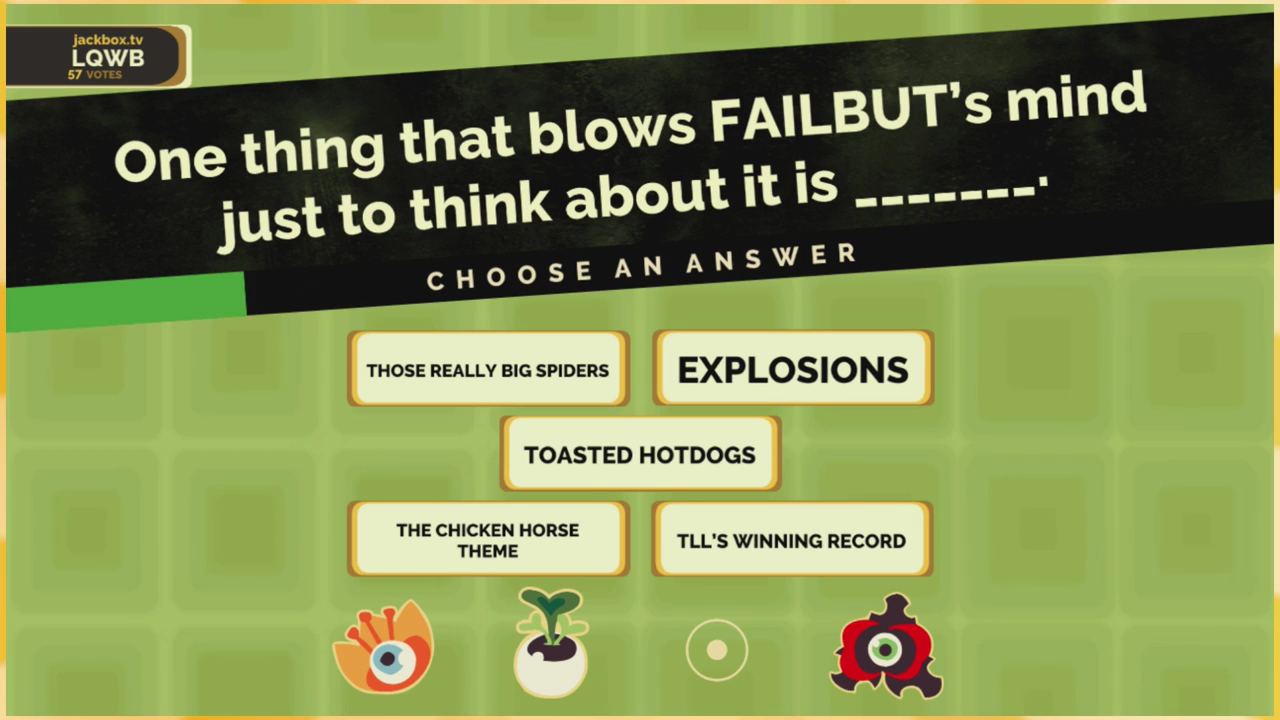 jackbox.tv
LQWB
57 VOTES
One thing that blows FAILBUT’s mind
just to think about it is _______.
CHOOSE AN ANSWER
THOSE REALLY BIG SPIDERS
EXPLOSIONS
TOASTED HOTDOGS
THE CHICKEN HORSE
THEME
TLL’S WINNING RECORD